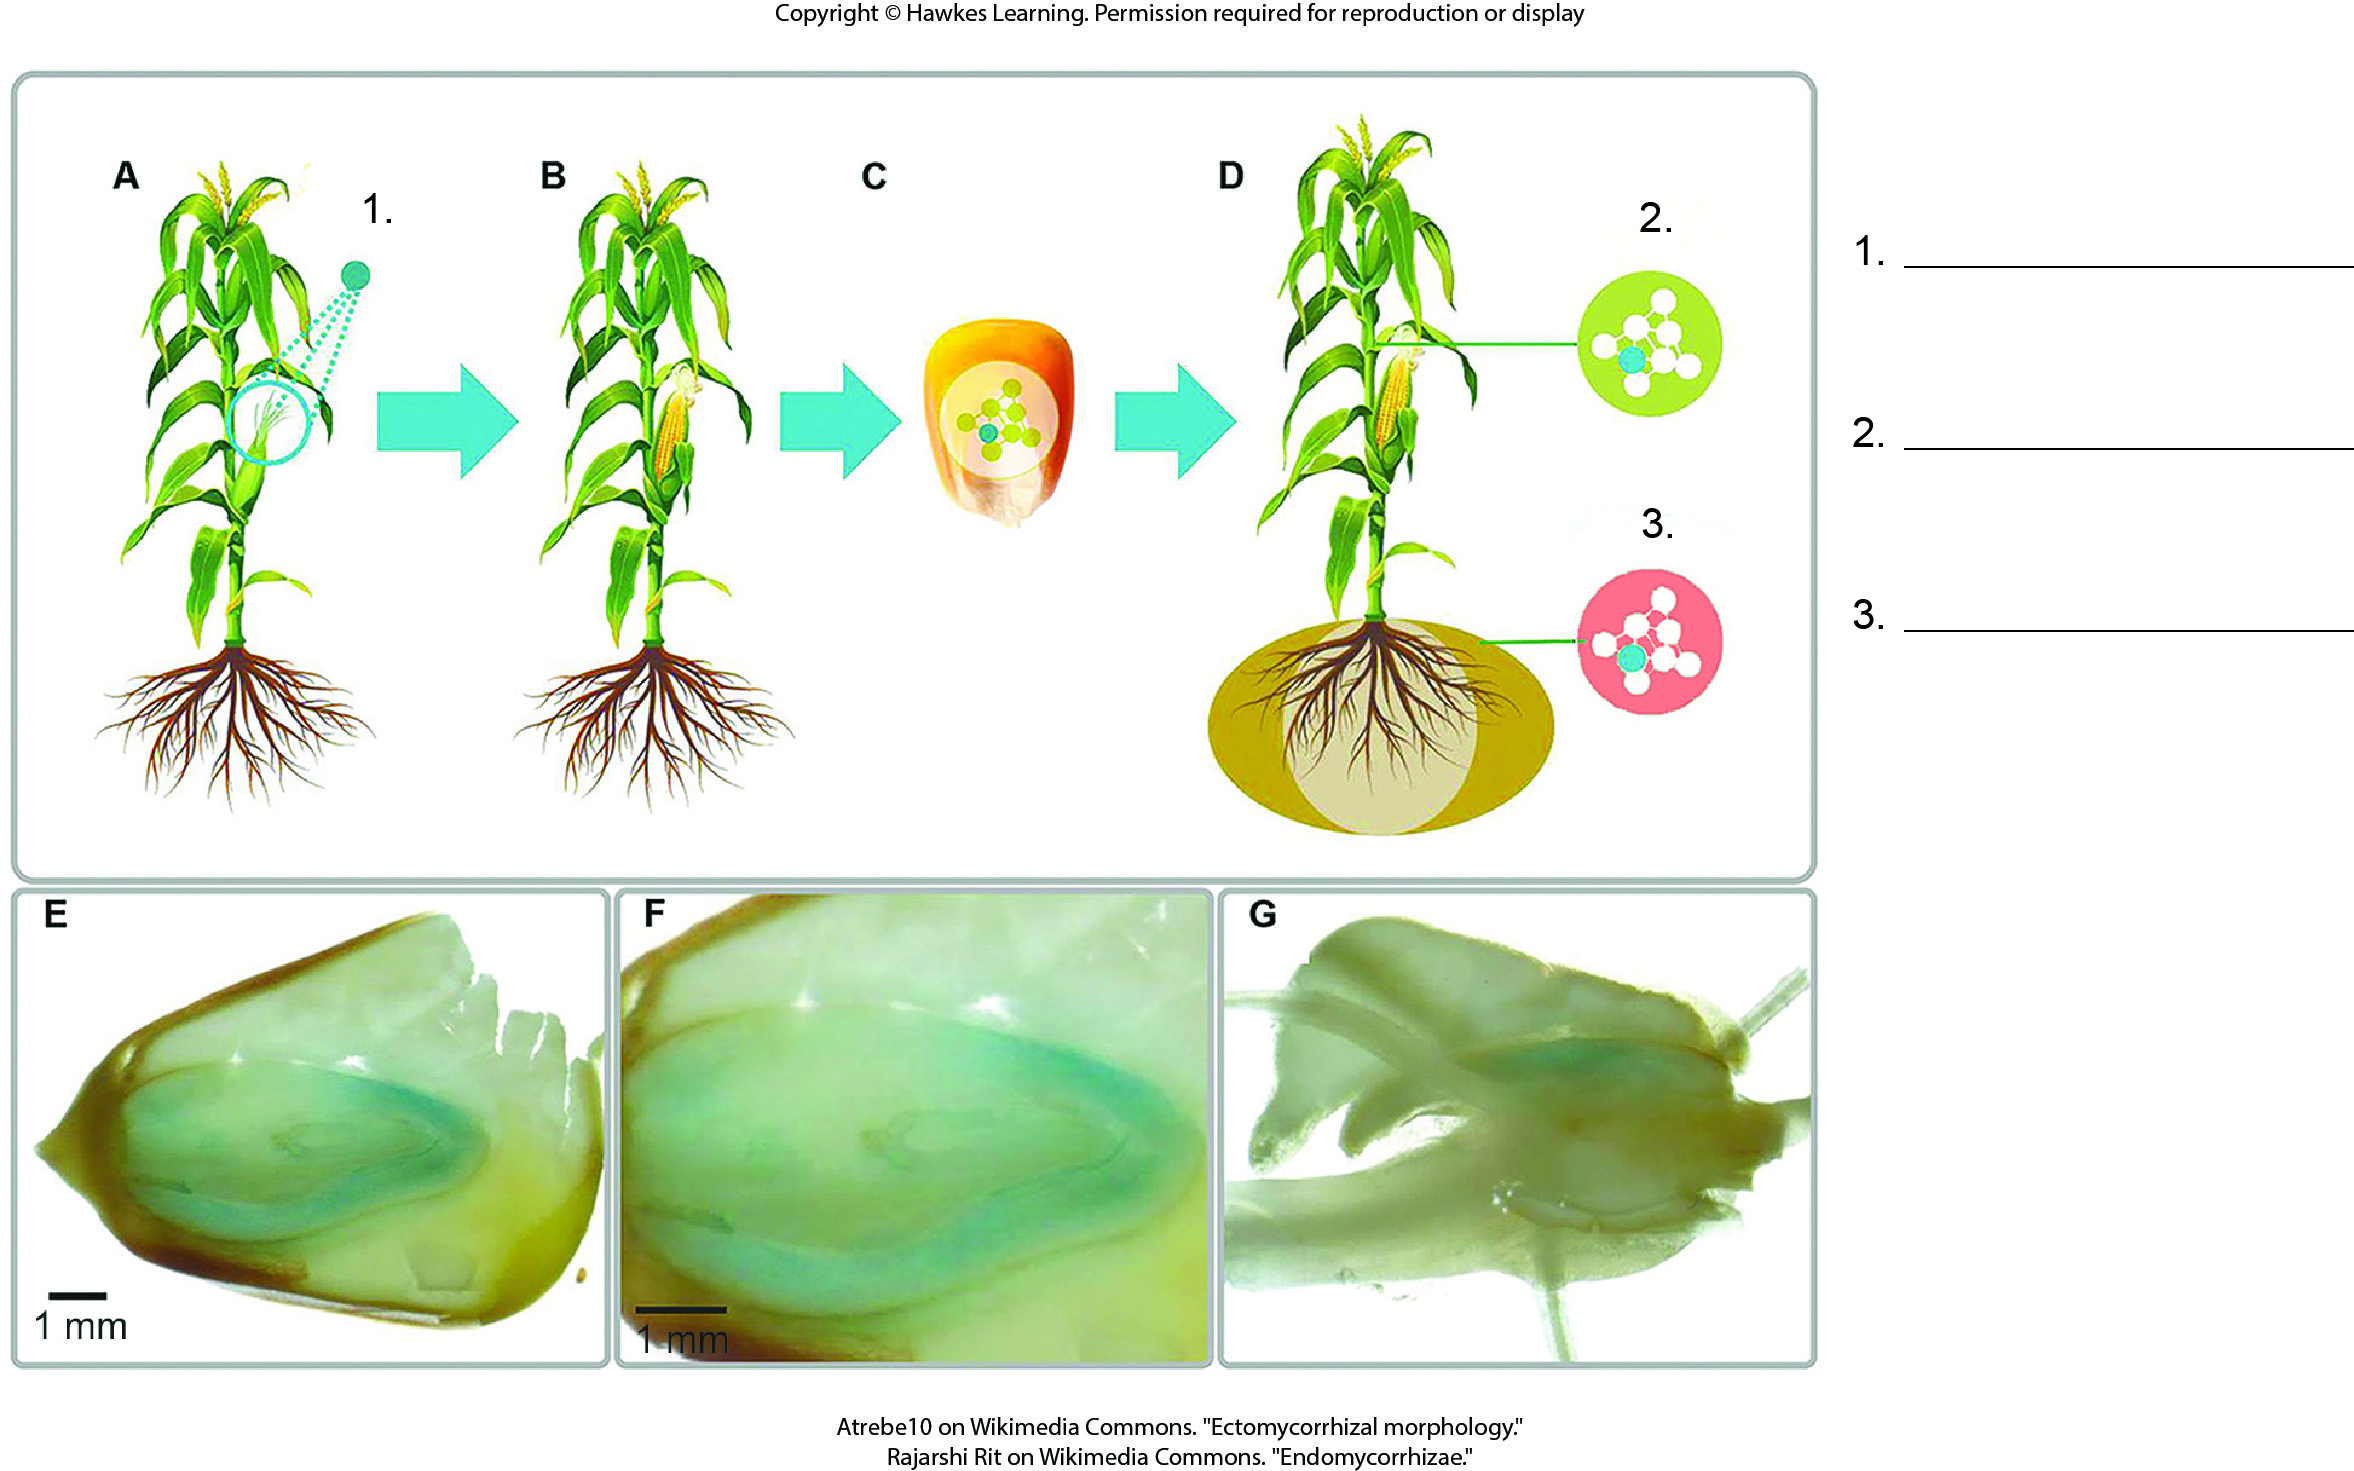 Copyright © Hawkes Learning. Permission required for reproduction or display
A
1.
B
C
D
2.
3.
1.
2.
3.
E
1 mm
F
1 mm
G
Atrebe10 on Wikimedia Commons. "Ectomycorrhizal morphology."
Rajarshi Rit on Wikimedia Commons. "Endomycorrhizae."